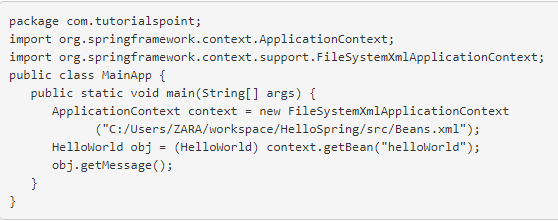 package com.tutorialspoint;
import org.springframework.context.ApplicationContext;
import org.springframework.context.support.FileSystemXmlApplicationContext;
public class MainApp {
   public static void main(String[] args) {
      ApplicationContext context = new FileSystemXmlApplicationContext
            ("C:/Users/ZARA/workspace/HelloSpring/src/Beans.xml");
      HelloWorld obj = (HelloWorld) context.getBean("helloWorld");
      obj.getMessage();
   }
}